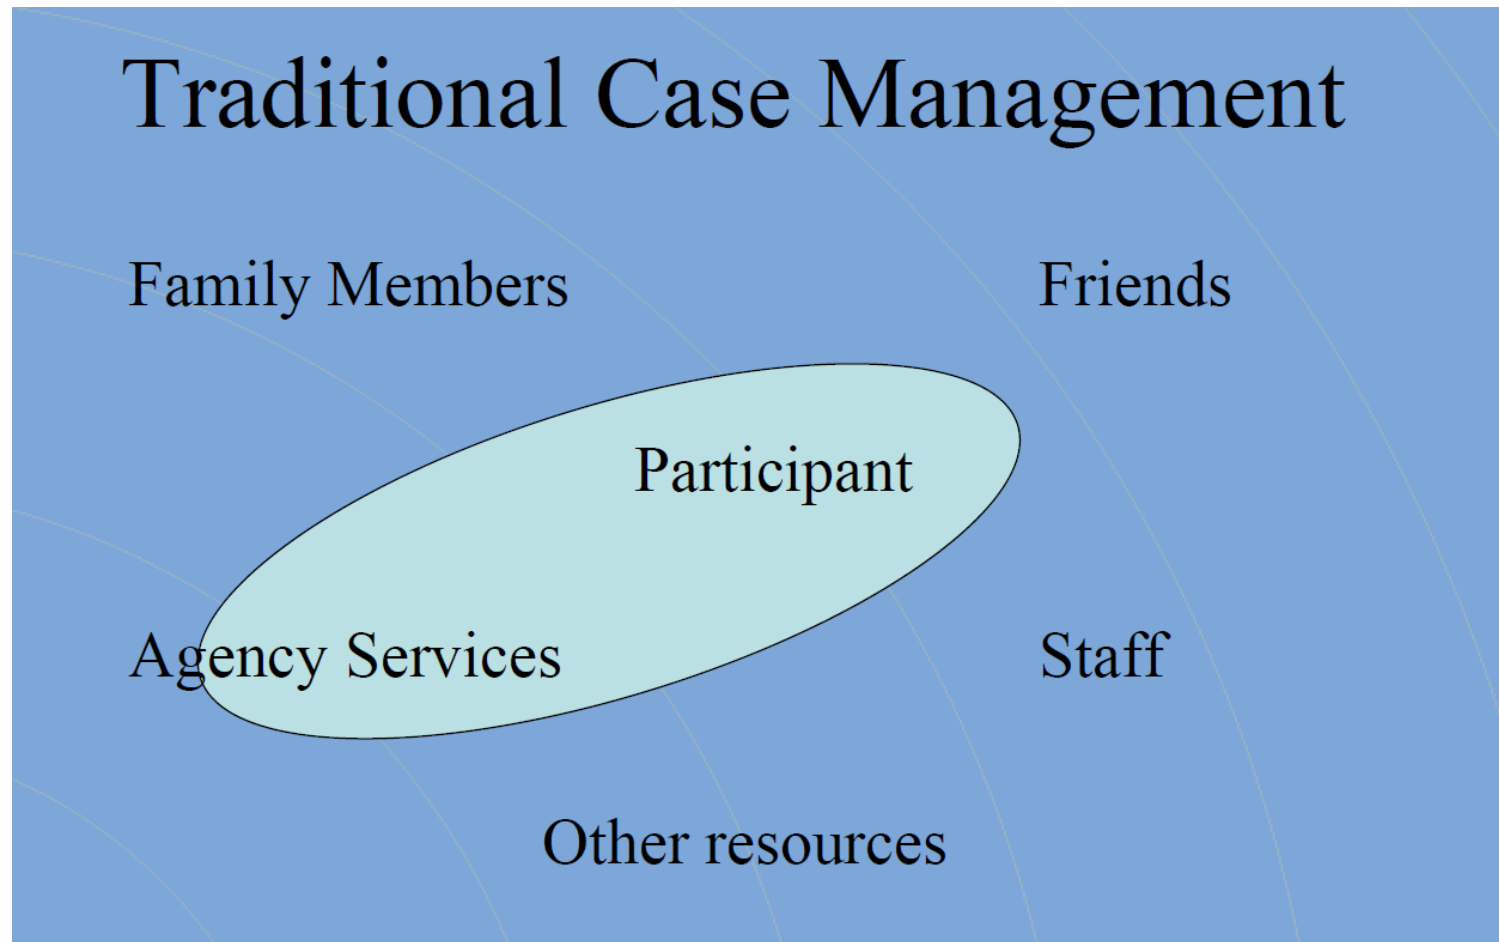 Traditional Case Management
Family Members
Friends
Participant
Agency Services
Staff
Other resources